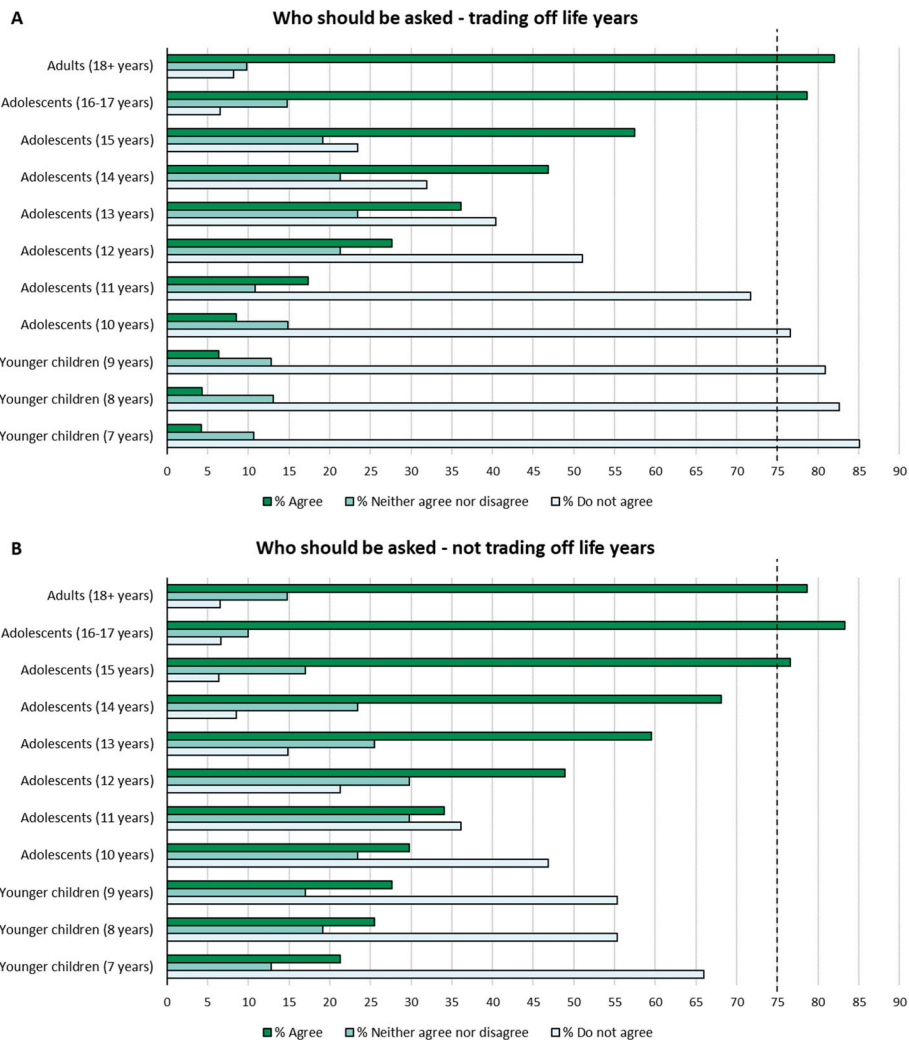 A
Who should be asked - trading off life years
Adults (18+ years)
Adolescents (16-17 years)
Adolescents (15 years)
Adolescents (14 years)
Adolescents (13 years)
Adolescents (12 years)
Adolescents (11 years)
Adolescents (10 years)
Younger children (9 years)
Younger children (8 years)
Younger children (7 years)
0 5 10 15 20 25 30 35 40 45 50 55 60 65 70 75 80 85 90
% Agree % Neither agree nor disagree % Do not agree
B
Who should be asked - not trading off life years
Adults (18+ years)
Adolescents (16-17 years)
Adolescents (15 years)
Adolescents (14 years)
Adolescents (13 years)
Adolescents (12 years)
Adolescents (11 years)
Adolescents (10 years)
Younger children (9 years)
Younger children (8 years)
Younger children (7 years)
0 5 10 15 20 25 30 35 40 45 50 55 60 65 70 75 80 85 90
% Agree % Neither agree nor disagree % Do not agree